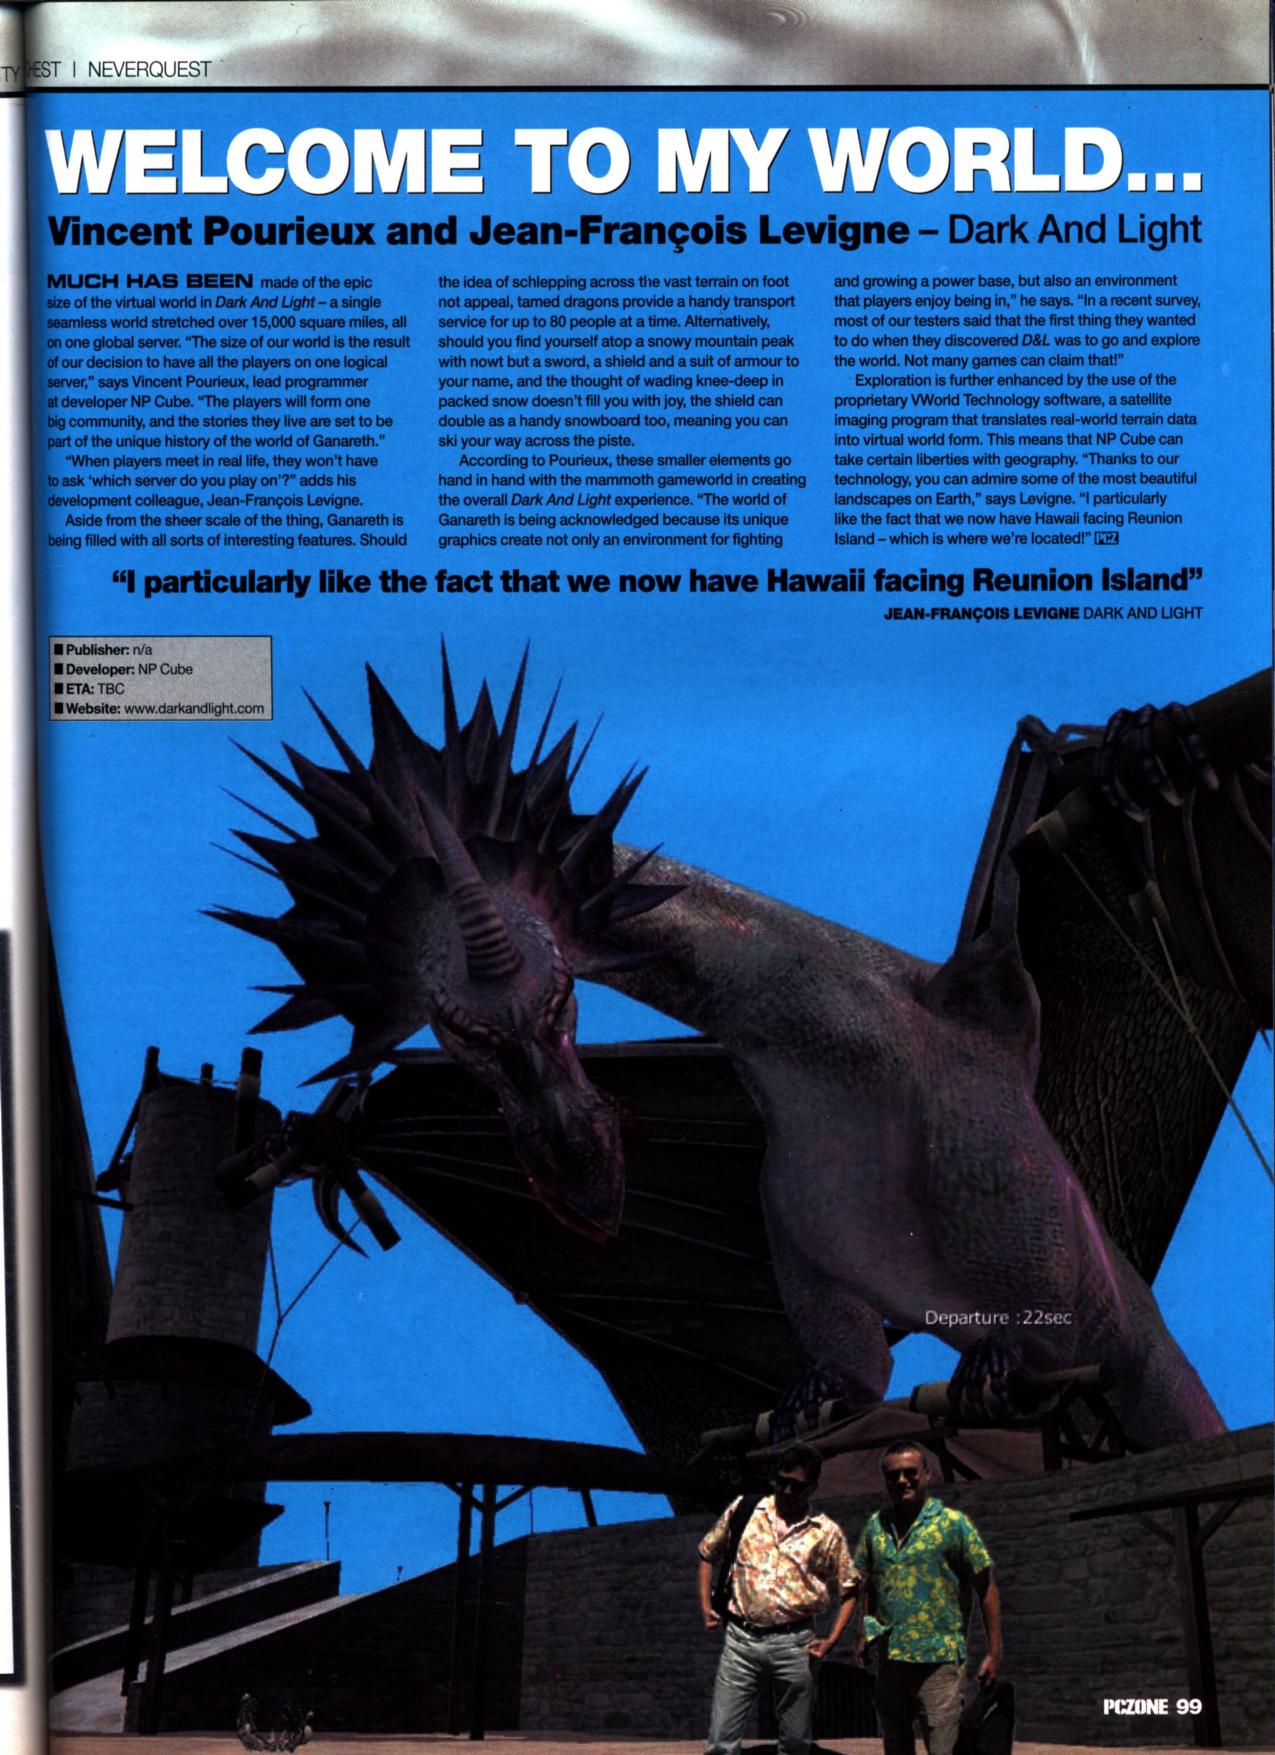 TY CHEST | NEVERQUEST
WELCOME TO MY WORLD...
Vincent Pourieux and Jean-François Levigne – Dark And Light
MUCH HAS BEEN made of the epic
size of the virtual world in Dark And Light – a single
seamless world stretched over 15,000 square miles, all
on one global server. “The size of our world is the result
of our decision to have all the players on one logical
server,” says Vincent Pourieux, lead programmer
at developer NP Cube. “The players will form one
big community, and the stories they live are set to be
part of the unique history of the world of Ganareth.”
“When players meet in real life, they won’t have
to ask ‘which server do you play on’?” adds his
development colleague, Jean-François Levigne.
Aside from the sheer scale of the thing, Ganareth is
being filled with all sorts of interesting features. Should
the idea of schlepping across the vast terrain on foot
not appeal, tamed dragons provide a handy transport
service for up to 80 people at a time. Alternatively,
should you find yourself atop a snowy mountain peak
with nowt but a sword, a shield and a suit of armour to
your name, and the thought of wading knee-deep in
packed snow doesn’t fill you with joy, the shield can
double as a handy snowboard too, meaning you can
ski your way across the piste.
According to Pourieux, these smaller elements go
hand in hand with the mammoth gameworld in creating
the overall Dark And Light experience. “The world of
Ganareth is being acknowledged because its unique
graphics create not only an environment for fighting
and growing a power base, but also an environment
that players enjoy being in,” he says. “In a recent survey,
most of our testers said that the first thing they wanted
to do when they discovered D&L was to go and explore
the world. Not many games can claim that!”
Exploration is further enhanced by the use of the
proprietary VWorld Technology software, a satellite
imaging program that translates real-world terrain data
into virtual world form. This means that NP Cube can
take certain liberties with geography. “Thanks to our
technology, you can admire some of the most beautiful
landscapes on Earth,” says Levigne. “I particularly
like the fact that we now have Hawaii facing Reunion
Island – which is where we’re located!” PCZ
“I particularly like the fact that we now have Hawaii facing Reunion Island”
JEAN-FRANÇOIS LEVIGNE DARK AND LIGHT
■ Publisher: n/a
■ Developer: NP Cube
■ ETA: TBC
■ Website: www.darkandlight.com
Departure :22sec
PCZONE 99